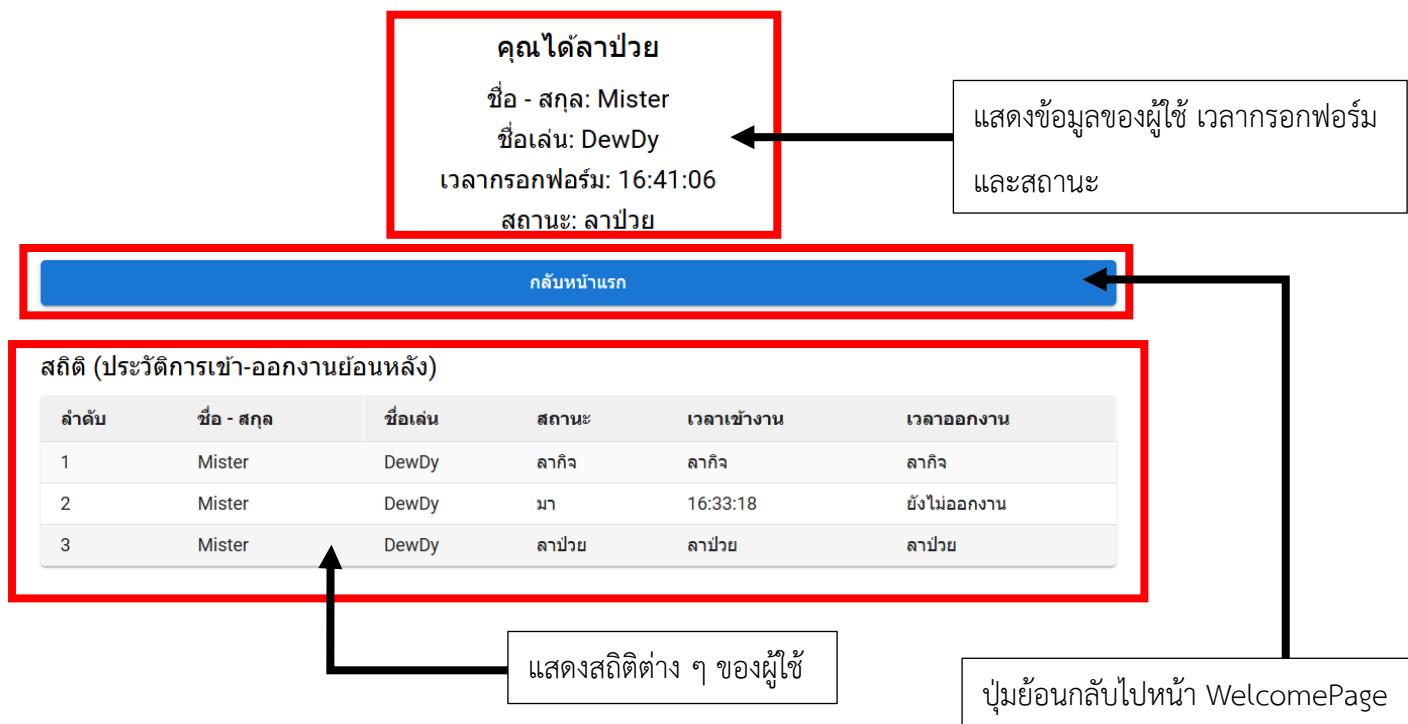 คุณได้ลาป่วย
ชื่อ - สกุล: Mister
ชื่อเล่น: DewDy
เวลากรอกฟอร์ม: 16:41:06
สถานะ: ลาป่วย
แสดงข้อมูลของผู้ใช้ เวลากรอกฟอร์ม
และสถานะ
กลับหน้าแรก
สถิติ (ประวัติการเข้า-ออกงานย้อนหลัง)
ลำดับ ชื่อ - สกุล ชื่อเล่น สถานะ เวลาเข้างาน เวลาออกงาน
1 Mister DewDy ลากิจ ลากิจ ลากิจ
2 Mister DewDy มา 16:33:18 ยังไม่ออกงาน
3 Mister DewDy ลาป่วย ลาป่วย ลาป่วย
แสดงสถิติต่าง ๆ ของผู้ใช้
ปุ่มย้อนกลับไปหน้า WelcomePage